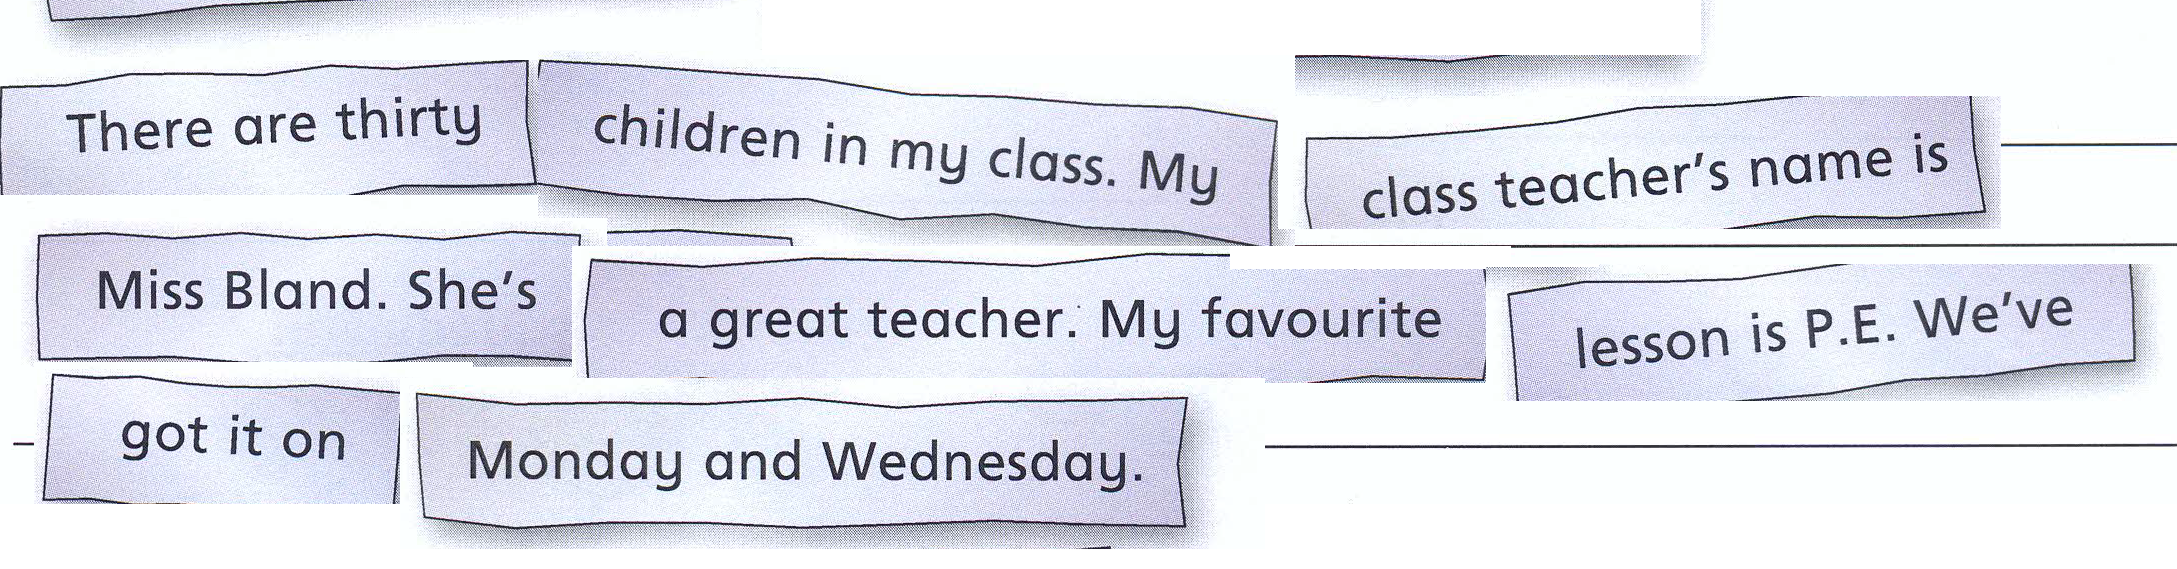 There are thirty children in my class. My class teacher's name is
Miss Bland. She's a great teacher. My favourite lesson is P.E. We've
got it on Monday and Wednesday.